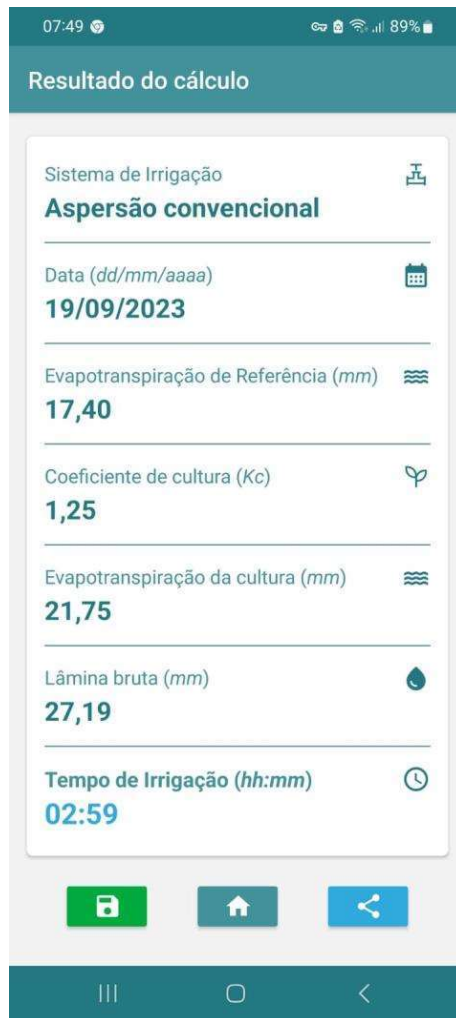 07:49 89%
Resultado do cálculo
Sistema de Irrigação
Aspersão convencional
Data (dd/mm/aaaa)
19/09/2023
Evapotranspiração de Referência (mm)
17,40
Coeficiente de cultura (Kc)
1,25
Evapotranspiração da cultura (mm)
21,75
Lâmina bruta (mm)
27,19
Tempo de Irrigação (hh:mm)
02:59